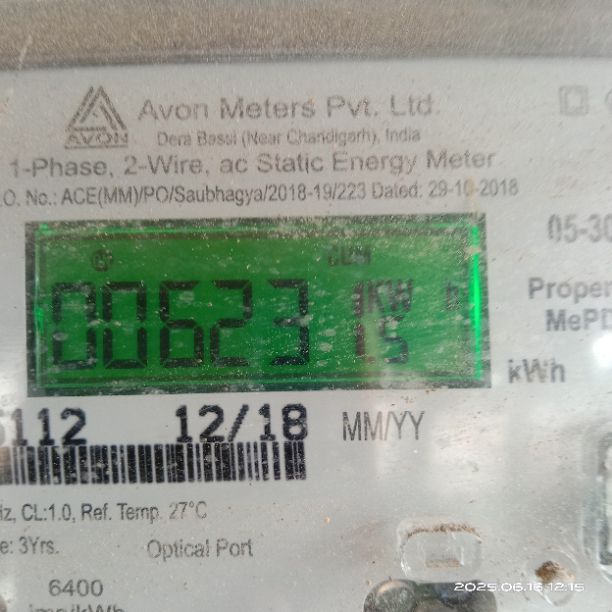 Avon Meters Pvt. Ltd.
AVON
Dera Bassi (Near Chandigarh), India
1-Phase, 2-Wire, ac Static Energy Meter
.O. No.: ACE(MM)/PO/Saubhagya/2018-19/223 Dated: 29-10-2018
05-30
CUM
00623
KW h
Proper
MePD
kWh
112 12/18 MM/YY
Hz, CL:1.0, Ref. Temp. 27°C
e: 3Yrs. Optical Port
6400
imp/kWh
2025.06.16 12:15